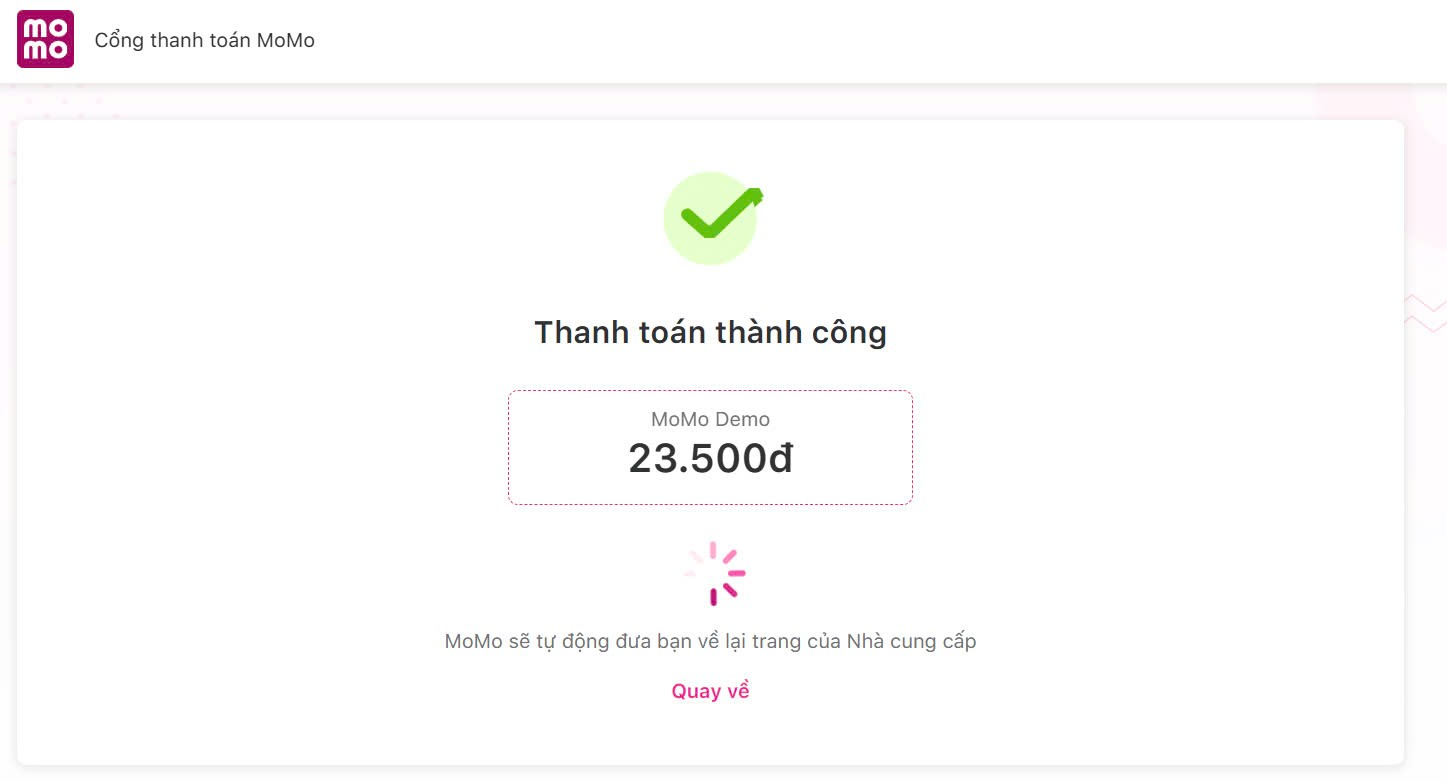 mo
mo
Cổng thanh toán MoMo
Thanh toán thành công
MoMo Demo
23.500đ
MoMo sẽ tự động đưa bạn về lại trang của Nhà cung cấp
Quay về